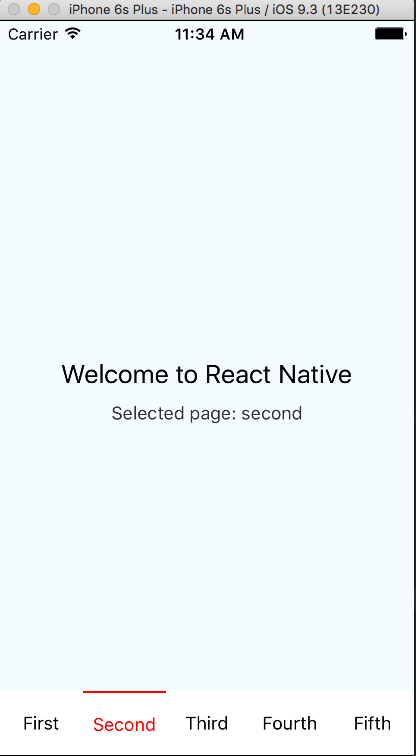 iPhone 6s Plus - iPhone 6s Plus / iOS 9.3 (13E230)
Carrier 11:34 AM
Welcome to React Native
Selected page: second
First Second Third Fourth Fifth